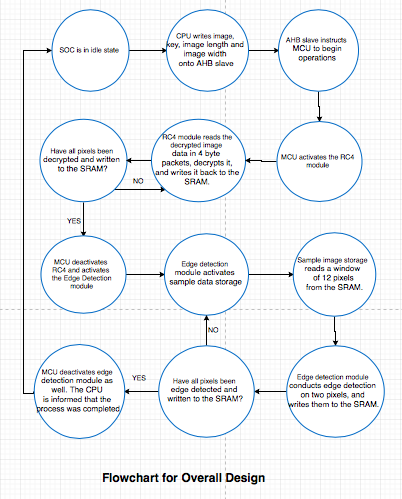 SOC is in idle state
CPU writes image,
key, image length and
image width
onto AHB slave
AHB slave instructs
MCU to begin
operations
Have all pixels been
decrypted and written
to the SRAM?
RC4 module reads the
decrypted image
data in 4 byte
packets, decrypts it,
and writes it back to the
SRAM.
MCU activates the RC4
module
NO
YES
MCU deactivates
RC4 and activates
the Edge Detection
module
Edge detection
module activates
sample data storage
Sample image storage
reads a window
of 12 pixels
from the SRAM.
NO
MCU deactivates edge
detection module as
well. The CPU
is informed that the
process was completed
YES
Have all pixels been
edge detected and
written to the SRAM?
Edge detection module
conducts edge detection
on two pixels, and
writes them to the SRAM.
Flowchart for Overall Design